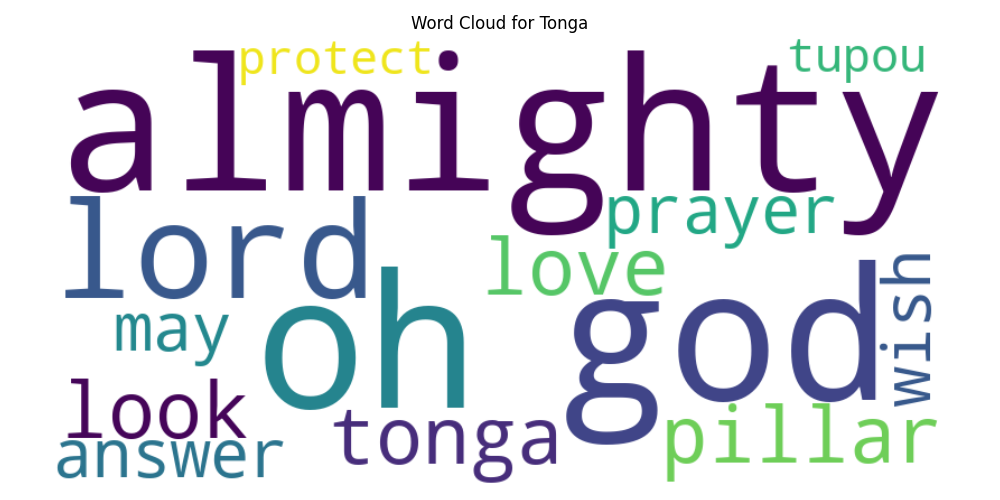 Word Cloud for Tonga
protect
tupou
almighty
prayer
lord
love
wish
may
oh god
look
answer
tonga
pillar